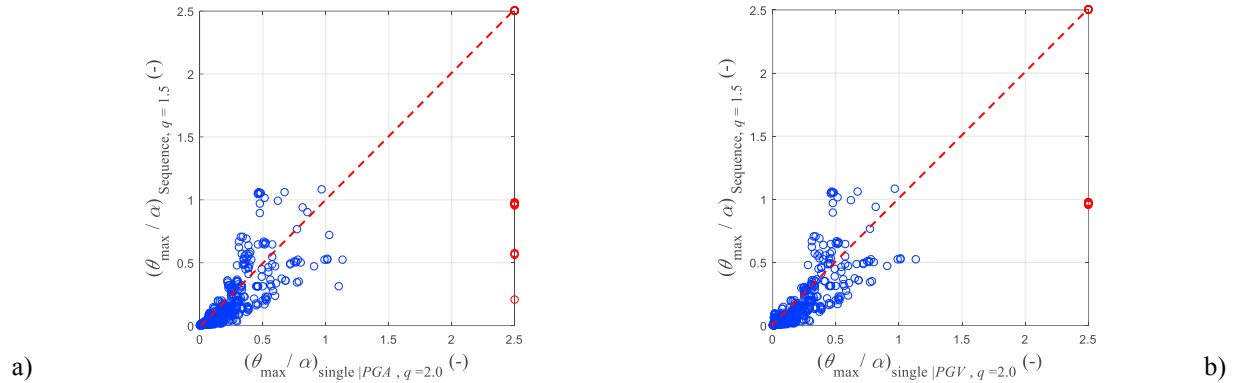 2.5
2
1.5
1
0.5
0
(θmax / α) Sequence, q = 1.5 (-)
0 0.5 1 1.5 2 2.5
(θmax / α) single |PGA , q =2.0 (-)
a)
2.5
2
1.5
1
0.5
0
(θmax / α) Sequence, q = 1.5 (-)
0 0.5 1 1.5 2 2.5
(θmax / α) single |PGV , q =2.0 (-)
b)